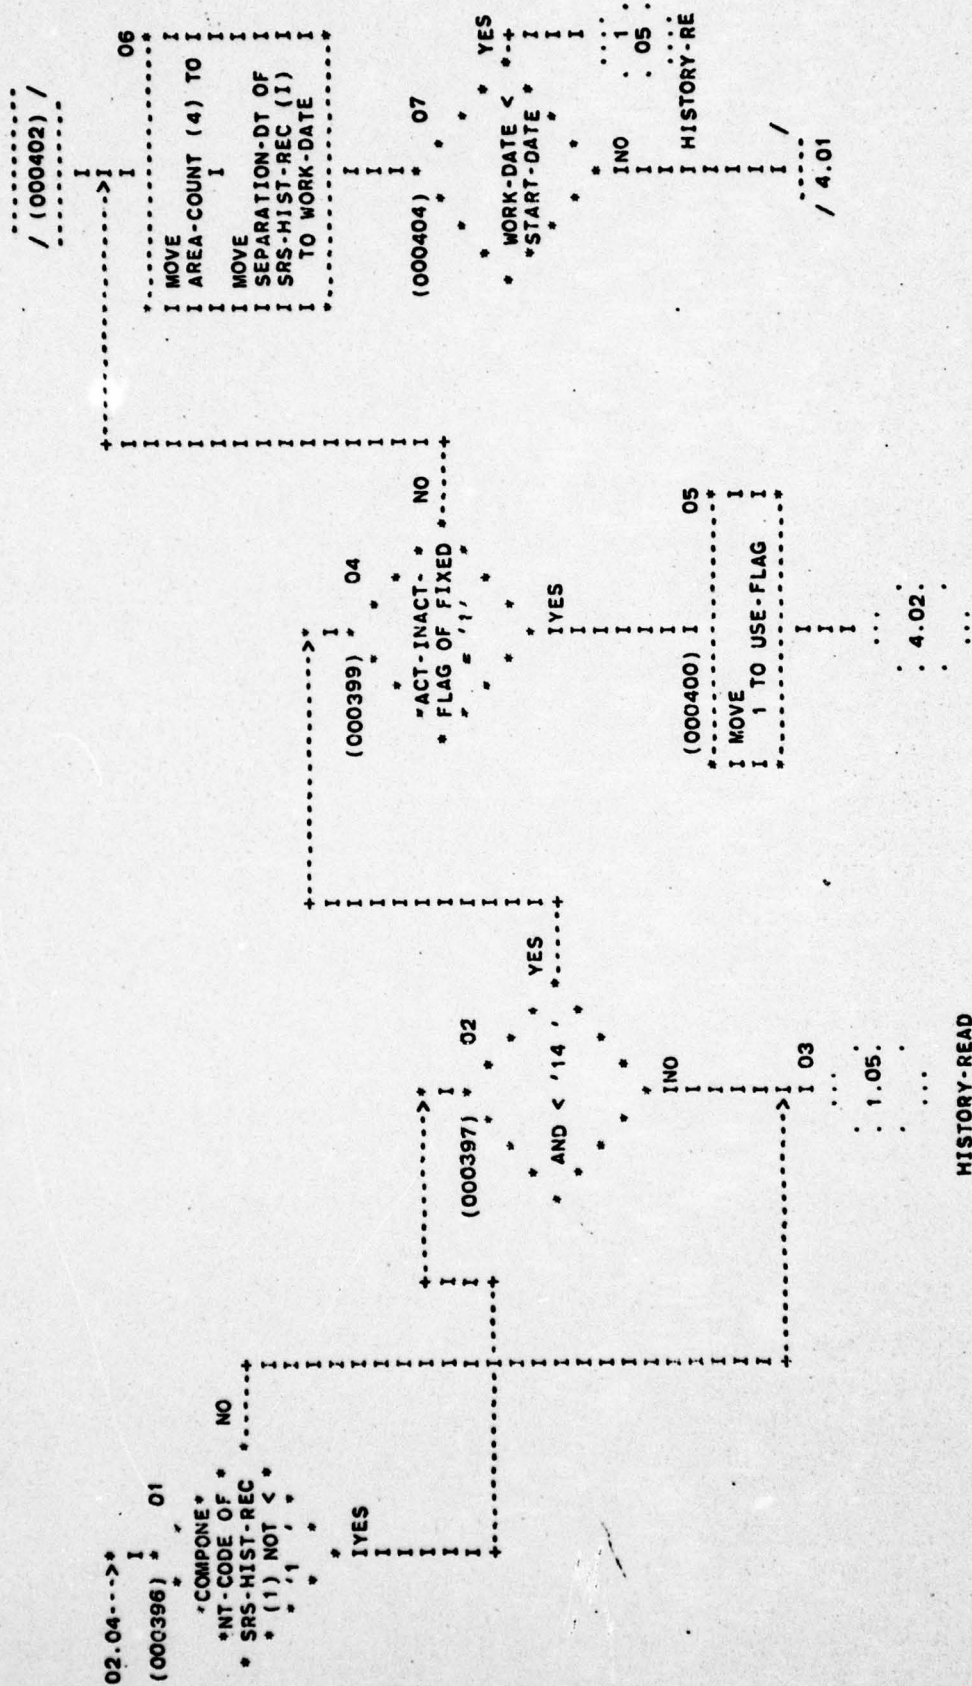 02.04--->*
(000396) * 01
*COMPONE*
*NT-CODE OF * NO
* SRS-HIST-REC *-----+
* (1) NOT < *
* '1 ' *
IYES
(000397) * 02
* AND < '14 ' * YES
INO
03
. 1.05.
HISTORY-READ
(000399) * 04
*ACT-INACT- * NO
* FLAG OF FIXED *-----+
* = '1' *
IYES
(000400) 05
I MOVE I
I 1 TO USE-FLAG I
. 4.02.
/ (000402) /
06
I MOVE I
I AREA-COUNT (4) TO I
I I I
I MOVE I
I SEPARATION-DT OF I
I SRS-HIST-REC (I) I
I TO WORK-DATE I
(000404) * 07
* WORK-DATE < * YES
*START-DATE *
INO
. 1.
. 05
HISTORY-RE
/ 4.01 /